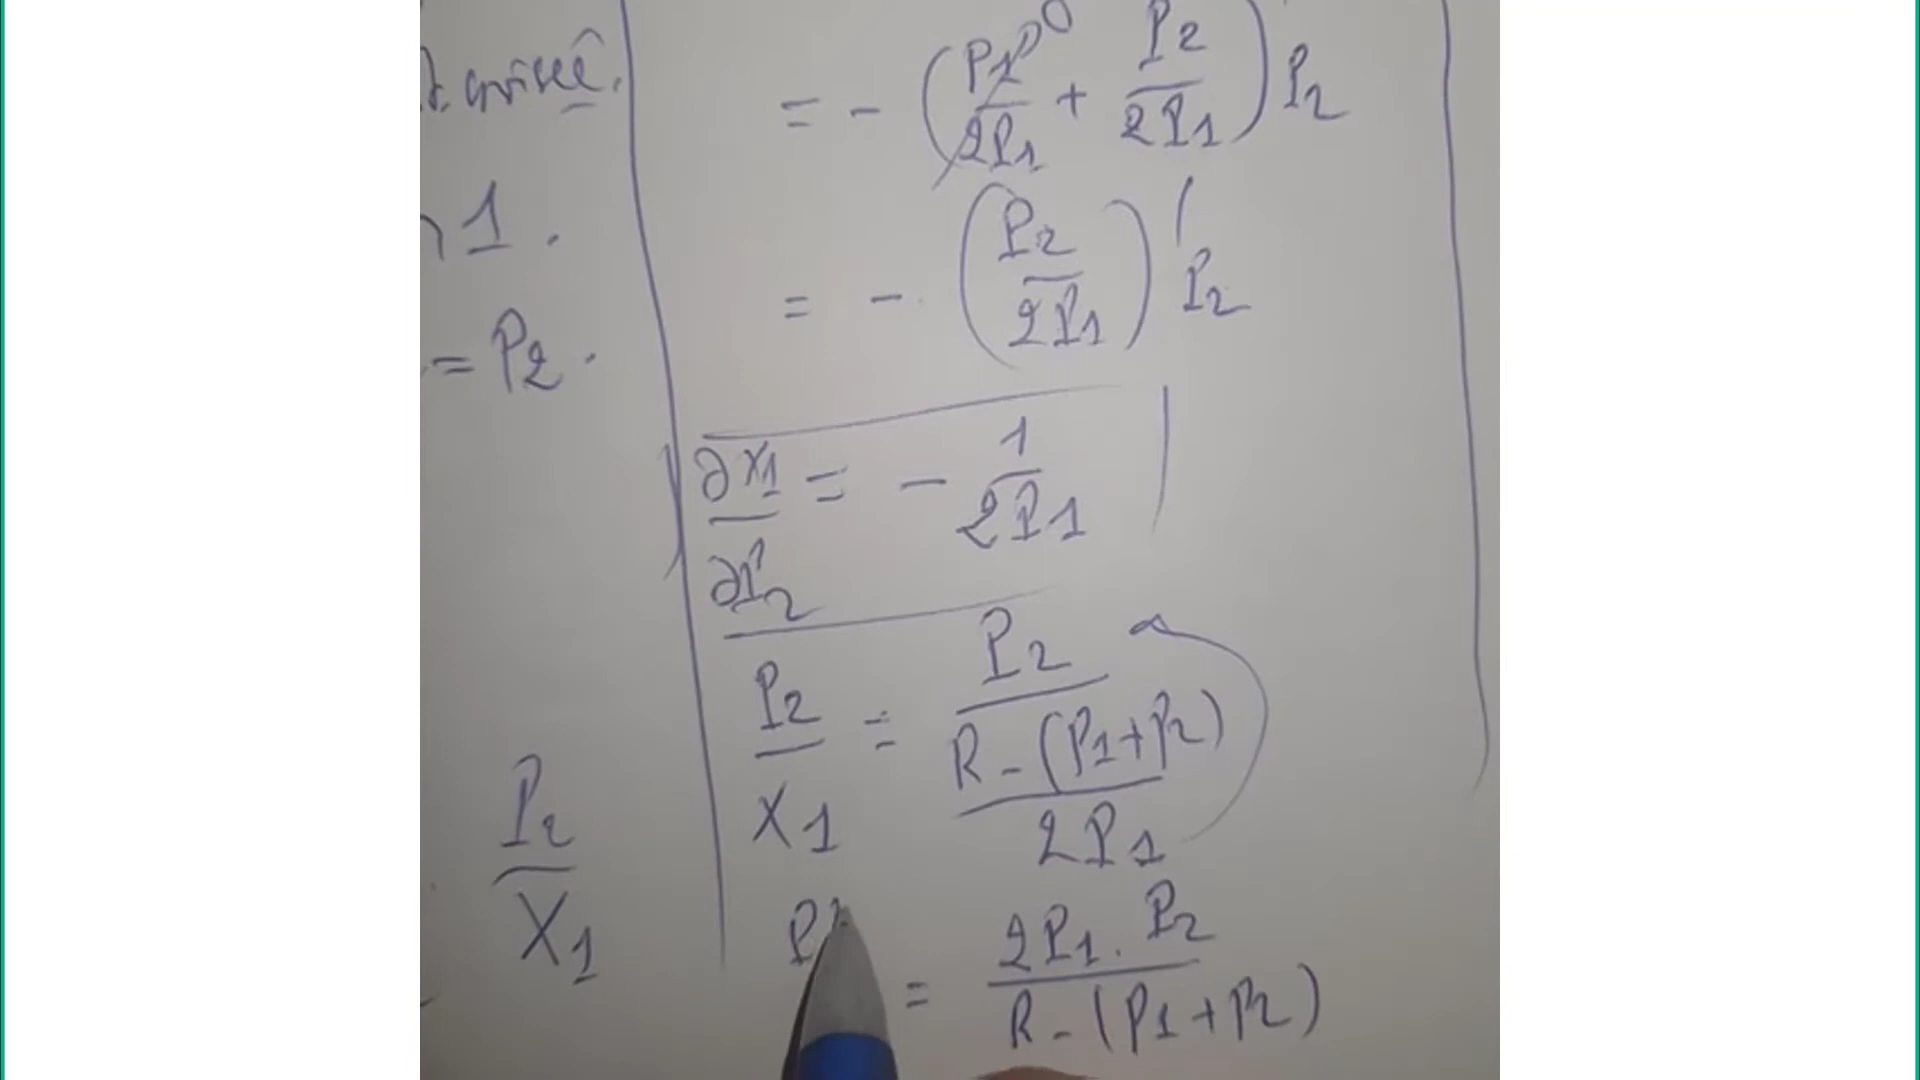 1.
= P2.
P2
X1
= - (P1/2P1 + P2/2P1)' P2
= - (P2/2P1)' P2
∂X1/∂P2 = - 1/2P1
P2/X1 = P2/(R - (P1+P2)/2P1)
= 2P1.P2/(R - (P1+P2))